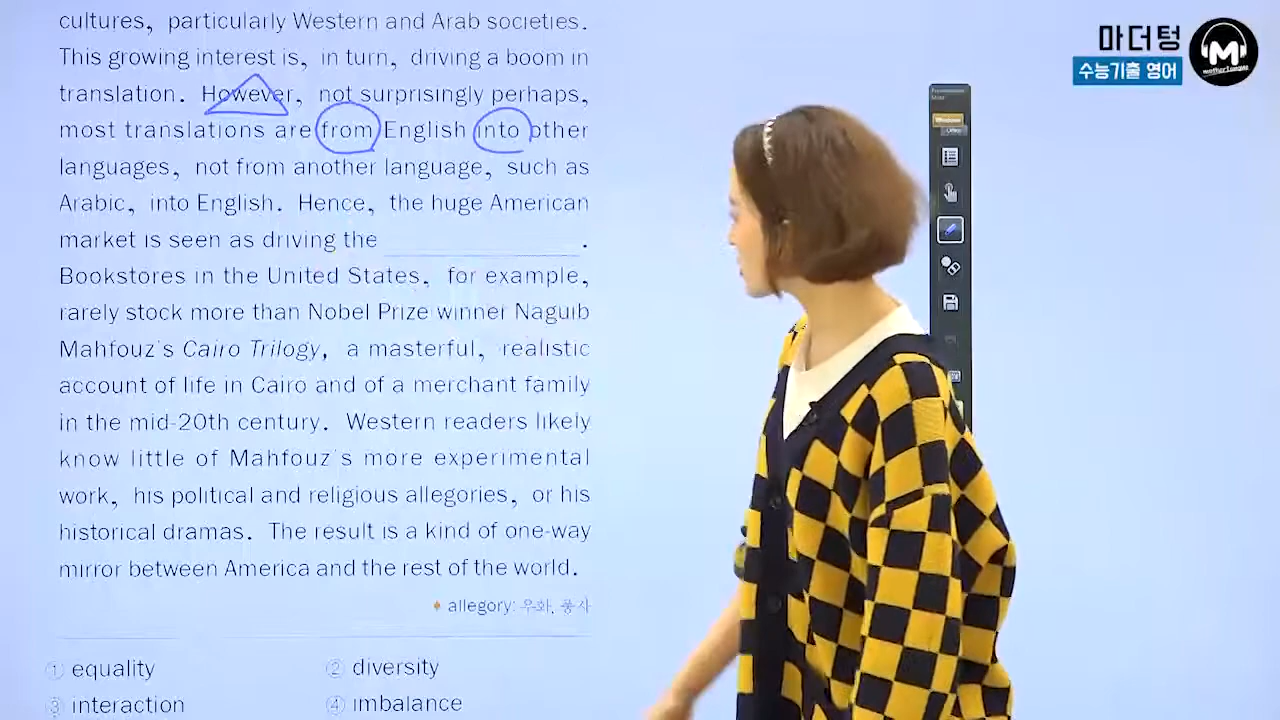 cultures, particularly Western and Arab societies.
This growing interest is, in turn, driving a boom in
translation. However, not surprisingly perhaps,
most translations are from English into other
languages, not from another language, such as
Arabic, into English. Hence, the huge American
market is seen as driving the .
Bookstores in the United States, for example,
rarely stock more than Nobel Prize winner Naguib
Mahfouz's Cairo Trilogy, a masterful, realistic
account of life in Cairo and of a merchant family
in the mid-20th century. Western readers likely
know little of Mahfouz's more experimental
work, his political and religious allegories, or his
historical dramas. The result is a kind of one-way
mirror between America and the rest of the world.
♦ allegory: 우화, 풍자
① equality ② diversity
③ interaction ④ imbalance
마더텅
수능기출 영어
M
mothertongue